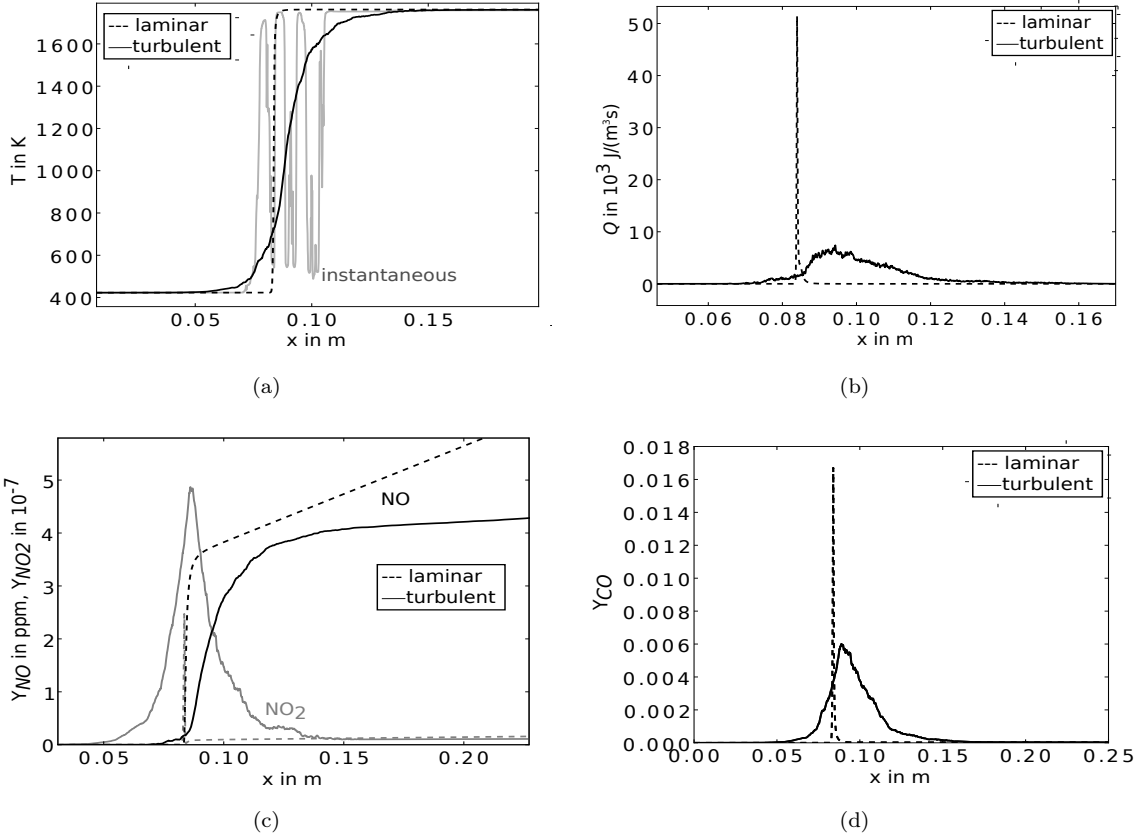 1600
1400
1200
1000
800
600
400
T in K
laminar
turbulent
instantaneous
0.05 0.10 0.15
x in m
(a)
50
40
30
20
10
0
Q in 10³ J/(m³s)
laminar
turbulent
0.06 0.08 0.10 0.12 0.14 0.16
x in m
(b)
5
4
3
2
1
0
Y_NO in ppm, Y_NO2 in 10⁻⁷
NO
laminar
turbulent
NO₂
0.05 0.10 0.15 0.20
x in m
(c)
0.018
0.016
0.014
0.012
0.010
0.008
0.006
0.004
0.002
0.000
Y_CO
laminar
turbulent
0.00 0.05 0.10 0.15 0.20 0.25
x in m
(d)